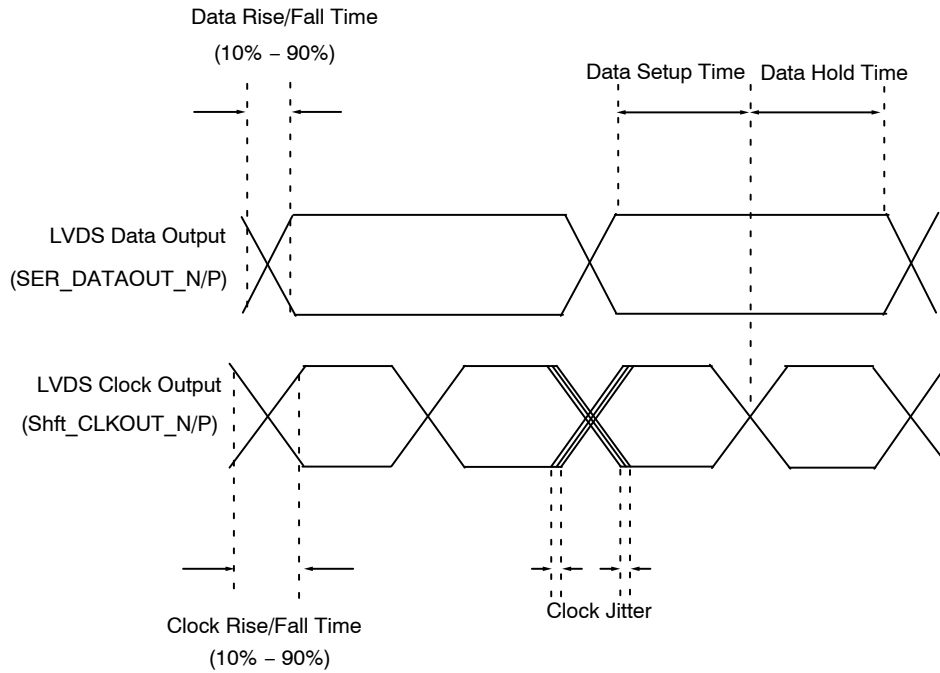 Data Rise/Fall Time
(10% − 90%)
Data Setup Time
Data Hold Time
LVDS Data Output
(SER_DATAOUT_N/P)
LVDS Clock Output
(Shft_CLKOUT_N/P)
Clock Jitter
Clock Rise/Fall Time
(10% − 90%)